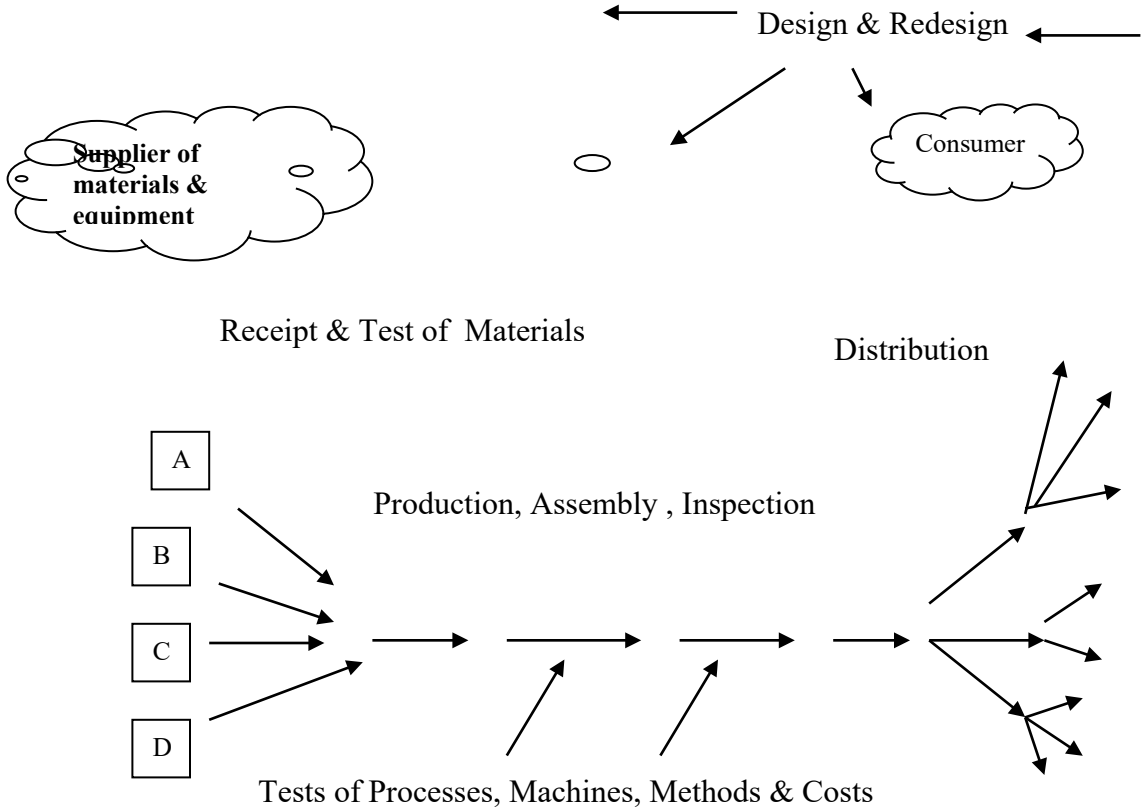 Design & Redesign
Supplier of
materials &
equipment
Consumer
Receipt & Test of Materials
Distribution
A
Production, Assembly , Inspection
B
C
D
Tests of Processes, Machines, Methods & Costs